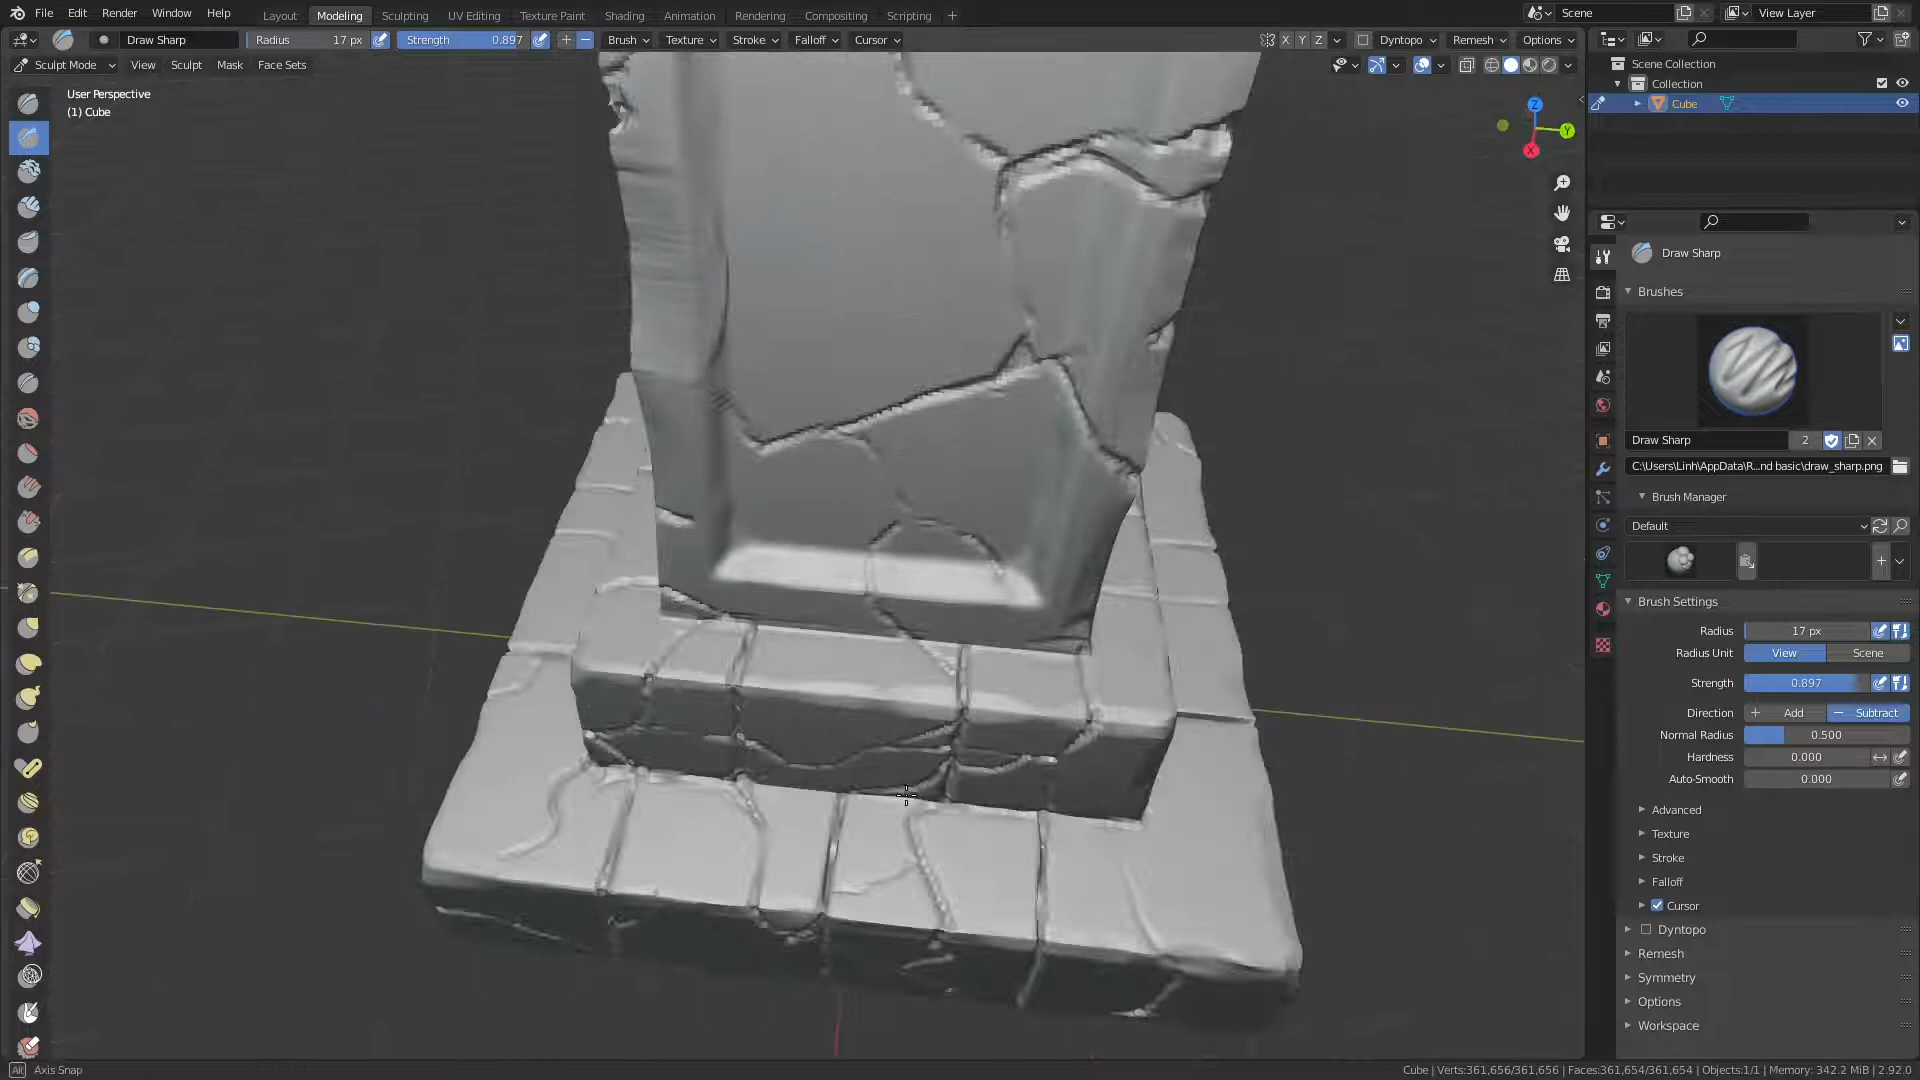 File Edit Render Window Help Layout Modeling Sculpting UV Editing Texture Paint Shading Animation Rendering Compositing Scripting + Scene View Layer
Draw Sharp Radius 17 px Strength 0.897 + − Brush Texture Stroke Falloff Cursor X Y Z Dyntopo Remesh Options
Sculpt Mode View Sculpt Mask Face Sets
User Perspective
(1) Cube
Z
Y
X
Scene Collection
Collection
Cube
Draw Sharp
Brushes
Draw Sharp 2
C:\Users\Linh\AppData\R...nd basic\draw_sharp.png
Brush Manager
Default
Brush Settings
Radius 17 px
Radius Unit View Scene
Strength 0.897
Direction + Add − Subtract
Normal Radius 0.500
Hardness 0.000
Auto-Smooth 0.000
Advanced
Texture
Stroke
Falloff
Cursor
Dyntopo
Remesh
Symmetry
Options
Workspace
Alt Axis Snap
Cube | Verts:361,656/361,656 | Faces:361,654/361,654 | Objects:1/1 | Memory: 342.2 MiB | 2.92.0